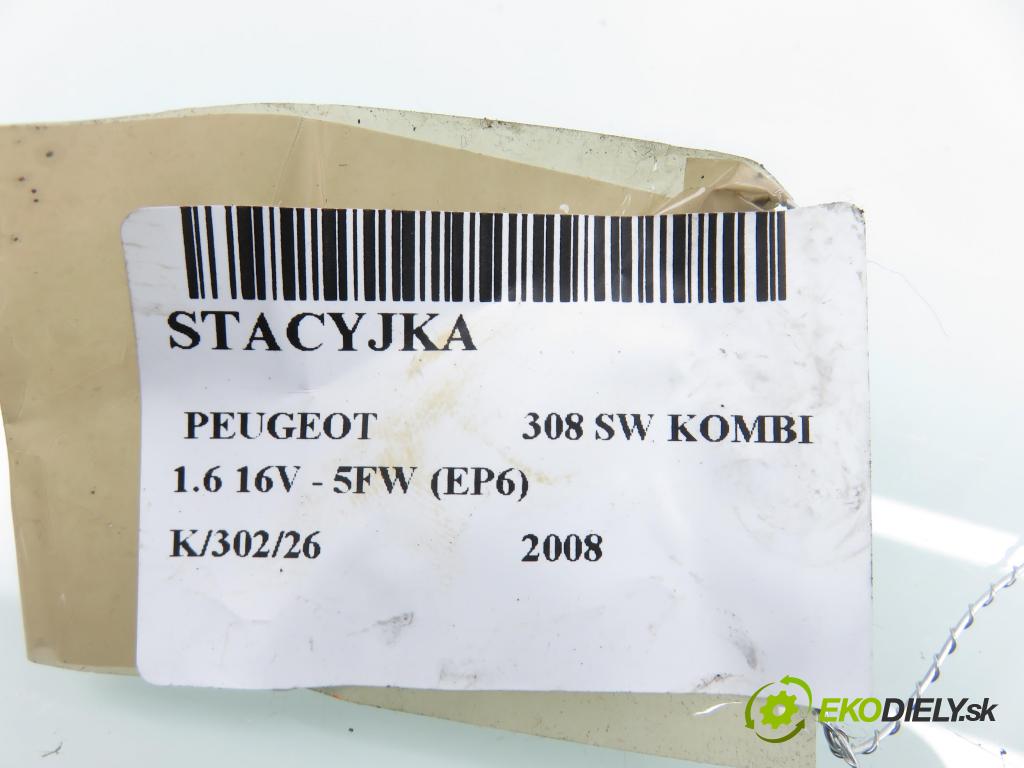 STACYJKA
PEUGEOT 308 SW KOMBI
1.6 16V - 5FW (EP6)
K/302/26 2008
EKODIELY.sk